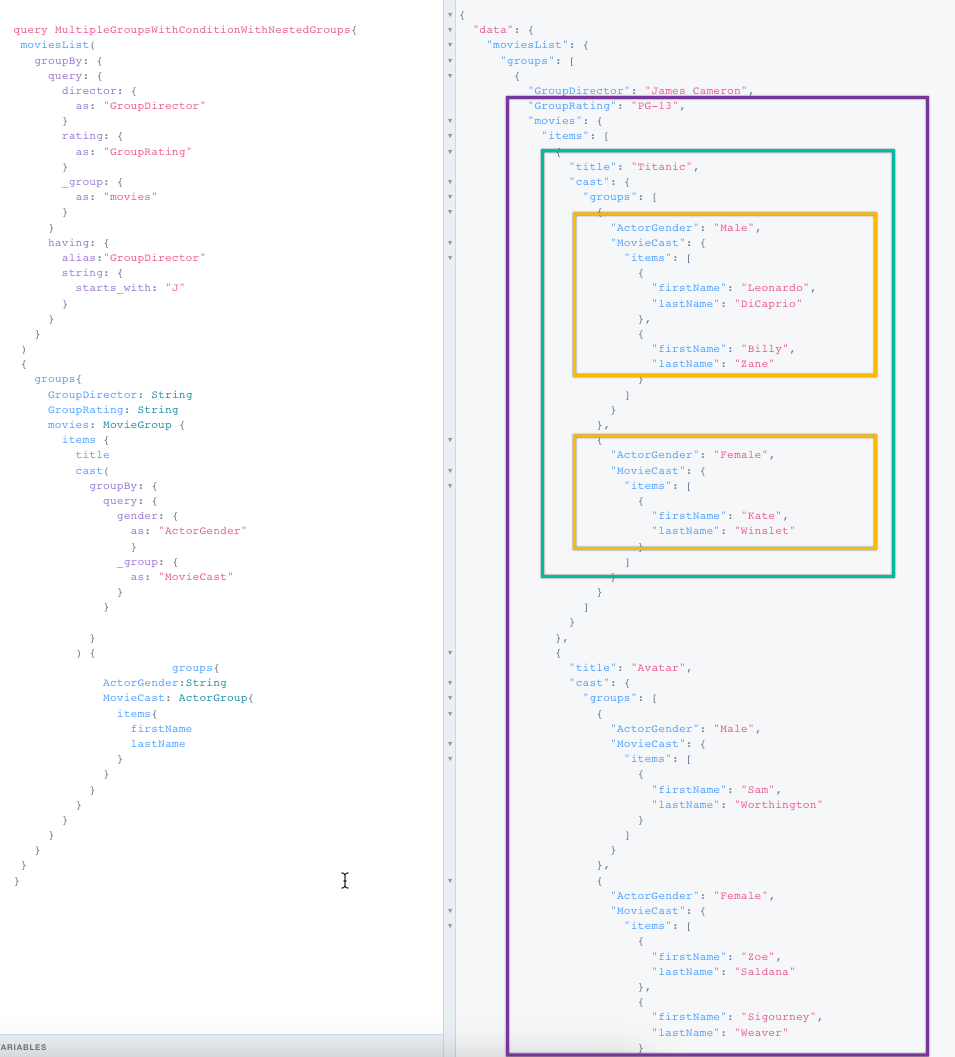 query MultipleGroupsWithConditionWithNestedGroups{
moviesList(
groupBy: {
query: {
director: {
as: "GroupDirector"
}
rating: {
as: "GroupRating"
}
_group: {
as: "movies"
}
}
having: {
alias:"GroupDirector"
string: {
starts_with: "J"
}
}
}
)
{
groups{
GroupDirector: String
GroupRating: String
movies: MovieGroup {
items {
title
cast(
groupBy: {
query: {
gender: {
as: "ActorGender"
}
_group: {
as: "MovieCast"
}
}
}
) {
groups{
ActorGender:String
MovieCast: ActorGroup{
items{
firstName
lastName
}
}
}
}
}
}
}
}
}
ARIABLES
{
"data": {
"moviesList": {
"groups": [
{
"GroupDirector": "James Cameron",
"GroupRating": "PG-13",
"movies": {
"items": [
{
"title": "Titanic",
"cast": {
"groups": [
{
"ActorGender": "Male",
"MovieCast": {
"items": [
{
"firstName": "Leonardo",
"lastName": "DiCaprio"
},
{
"firstName": "Billy",
"lastName": "Zane"
}
]
}
},
{
"ActorGender": "Female",
"MovieCast": {
"items": [
{
"firstName": "Kate",
"lastName": "Winslet"
}
]
}
}
]
}
},
{
"title": "Avatar",
"cast": {
"groups": [
{
"ActorGender": "Male",
"MovieCast": {
"items": [
{
"firstName": "Sam",
"lastName": "Worthington"
}
]
}
},
{
"ActorGender": "Female",
"MovieCast": {
"items": [
{
"firstName": "Zoe",
"lastName": "Saldana"
},
{
"firstName": "Sigourney",
"lastName": "Weaver"
}